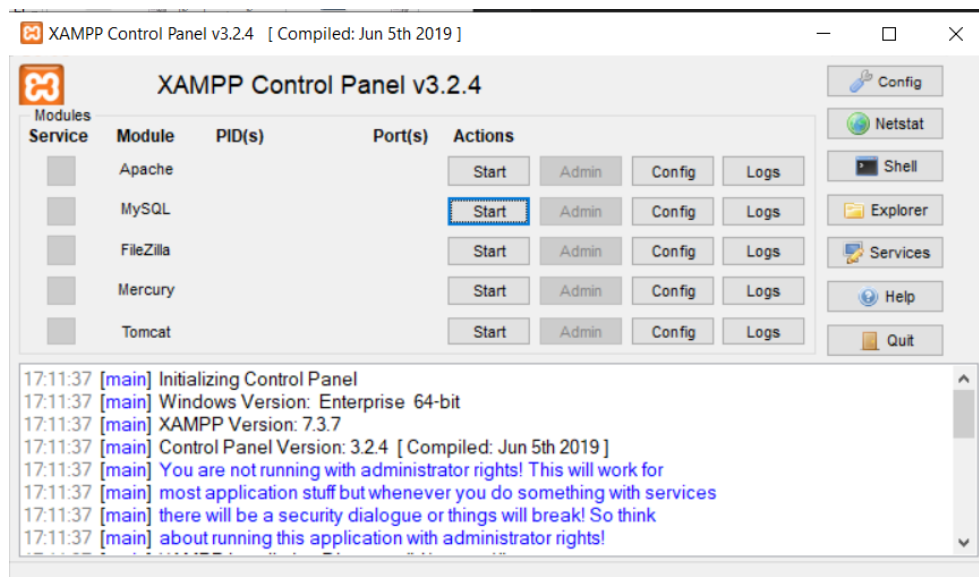 XAMPP Control Panel v3.2.4 [ Compiled: Jun 5th 2019 ]
XAMPP Control Panel v3.2.4
Config
Modules
Service Module PID(s) Port(s) Actions
Netstat
Apache Start Admin Config Logs
Shell
MySQL Start Admin Config Logs
Explorer
FileZilla Start Admin Config Logs
Services
Mercury Start Admin Config Logs
Help
Tomcat Start Admin Config Logs
Quit
17:11:37 [main] Initializing Control Panel
17:11:37 [main] Windows Version: Enterprise 64-bit
17:11:37 [main] XAMPP Version: 7.3.7
17:11:37 [main] Control Panel Version: 3.2.4 [ Compiled: Jun 5th 2019 ]
17:11:37 [main] You are not running with administrator rights! This will work for
17:11:37 [main] most application stuff but whenever you do something with services
17:11:37 [main] there will be a security dialogue or things will break! So think
17:11:37 [main] about running this application with administrator rights!